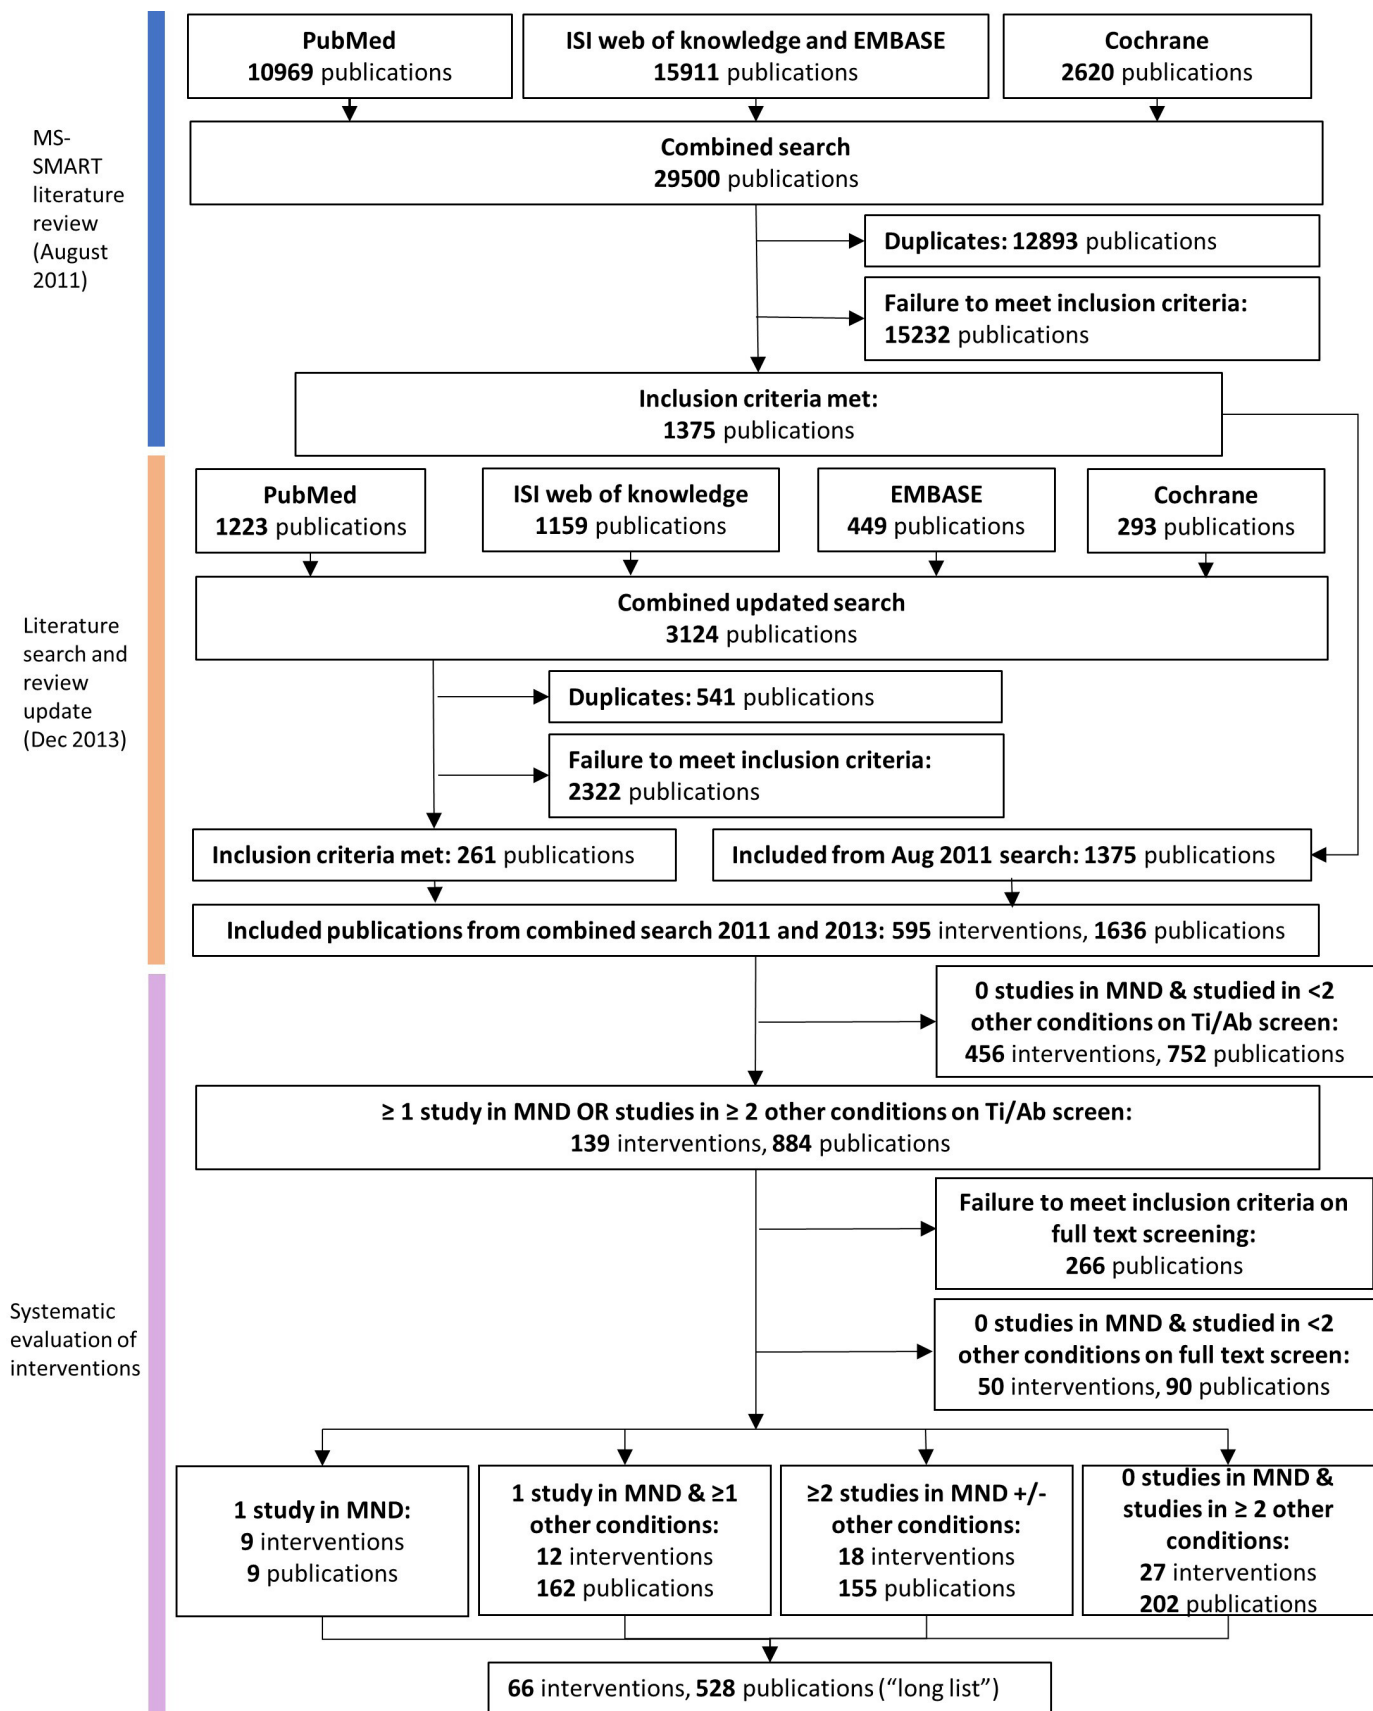 PubMed
10969 publications
ISI web of knowledge and EMBASE
15911 publications
Cochrane
2620 publications
MS-
SMART
literature
review
(August
2011)
Combined search
29500 publications
Duplicates: 12893 publications
Failure to meet inclusion criteria:
15232 publications
Inclusion criteria met:
1375 publications
PubMed
1223 publications
ISI web of knowledge
1159 publications
EMBASE
449 publications
Cochrane
293 publications
Literature
search and
review
update
(Dec 2013)
Combined updated search
3124 publications
Duplicates: 541 publications
Failure to meet inclusion criteria:
2322 publications
Inclusion criteria met: 261 publications
Included from Aug 2011 search: 1375 publications
Included publications from combined search 2011 and 2013: 595 interventions, 1636 publications
0 studies in MND & studied in <2
other conditions on Ti/Ab screen:
456 interventions, 752 publications
≥ 1 study in MND OR studies in ≥ 2 other conditions on Ti/Ab screen:
139 interventions, 884 publications
Failure to meet inclusion criteria on
full text screening:
266 publications
Systematic
evaluation of
interventions
0 studies in MND & studied in <2
other conditions on full text screen:
50 interventions, 90 publications
1 study in MND:
9 interventions
9 publications
1 study in MND & ≥1
other conditions:
12 interventions
162 publications
≥2 studies in MND +/-
other conditions:
18 interventions
155 publications
0 studies in MND &
studies in ≥ 2 other
conditions:
27 interventions
202 publications
66 interventions, 528 publications (“long list”)